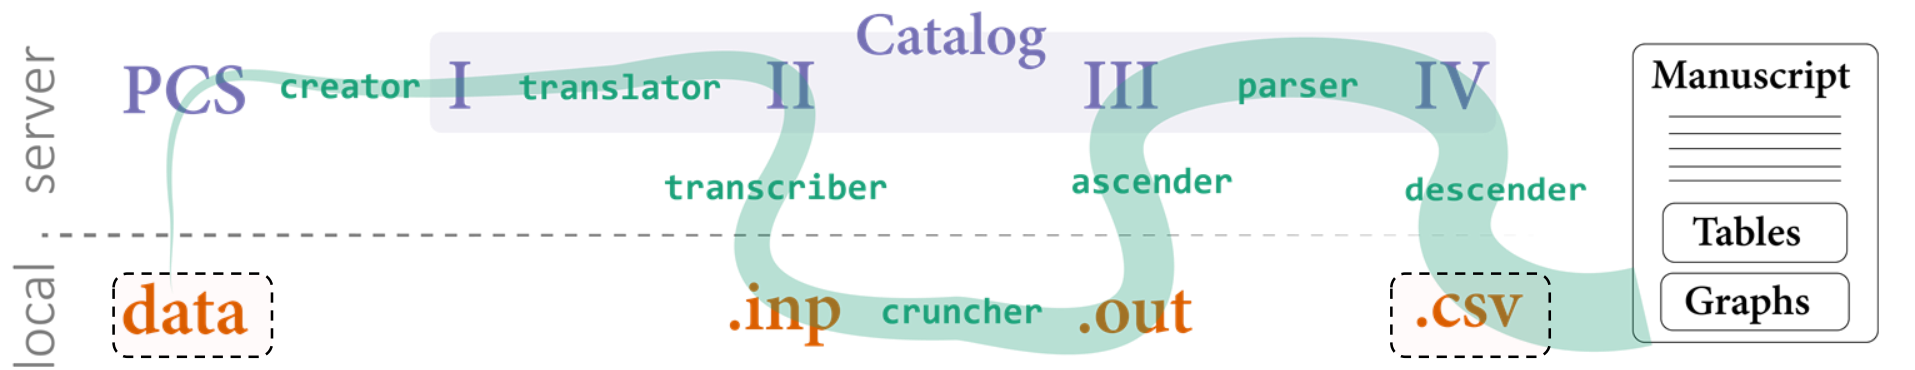 server
Catalog
PCS creator I translator II III parser IV
transcriber ascender descender
local
data .inp cruncher .out .csv
Manuscript
Tables
Graphs